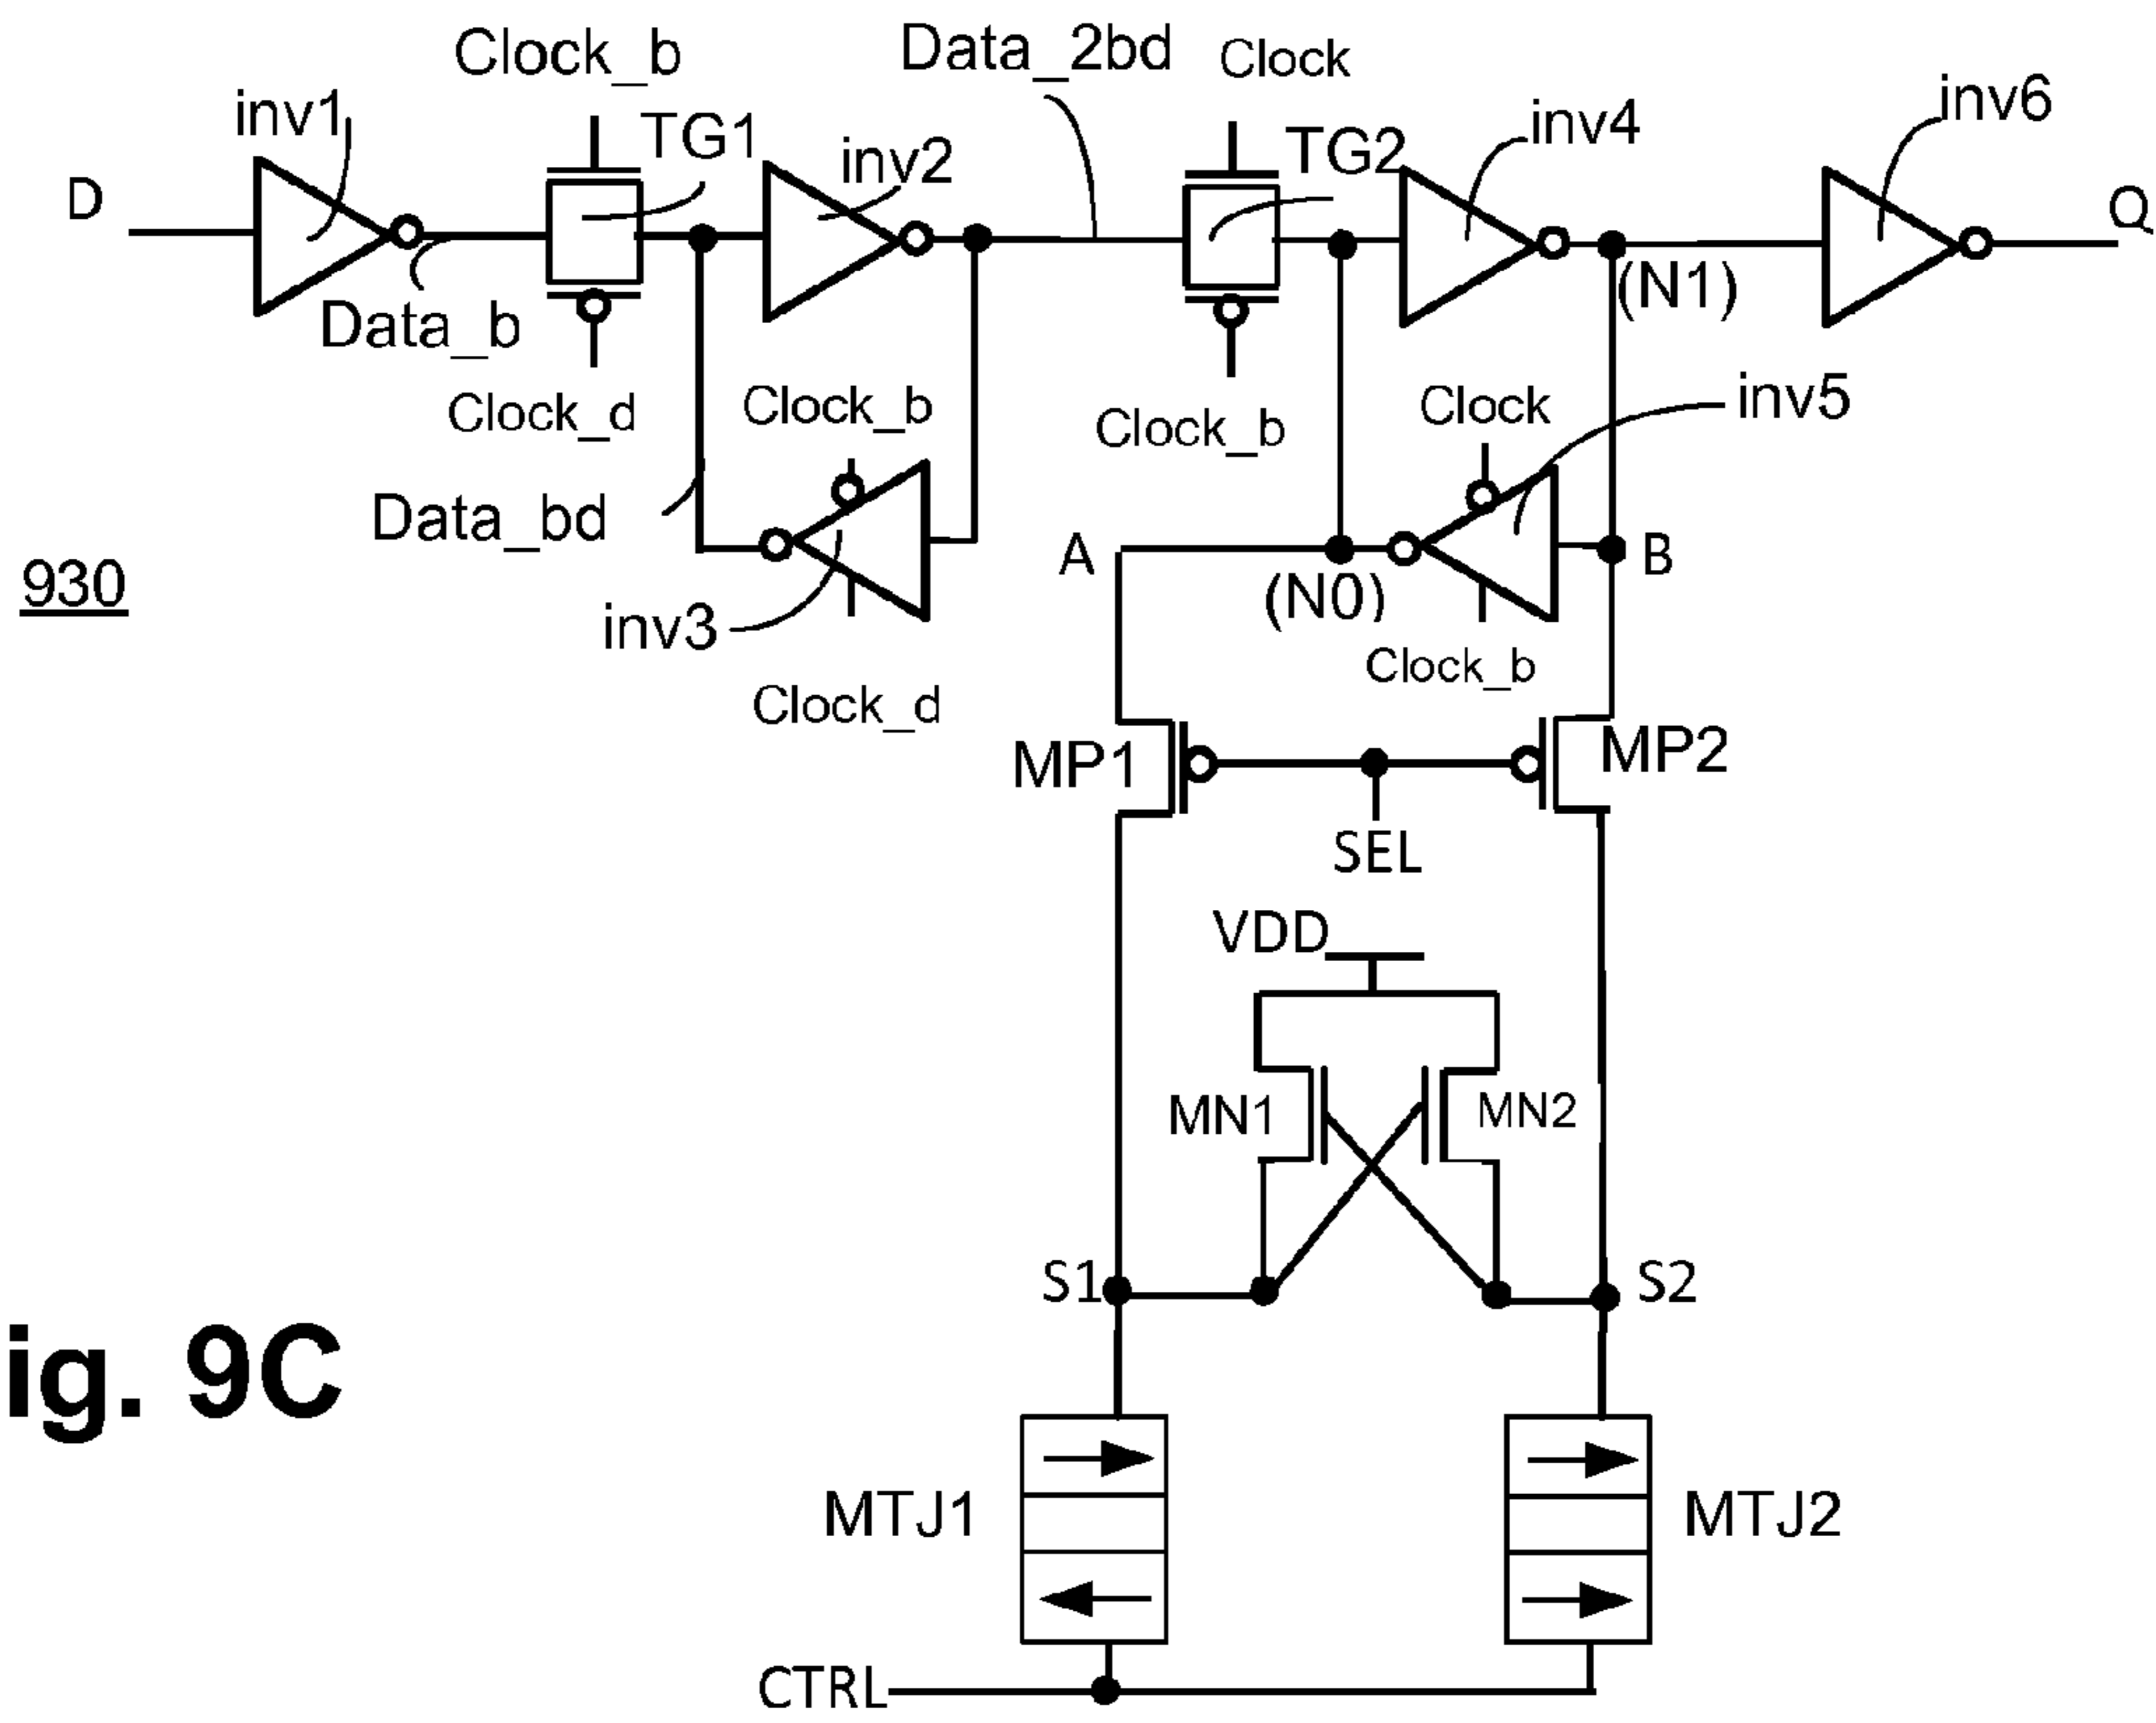 Clock_b
Data_2bd
Clock
inv1
TG1
inv2
TG2
inv4
inv6
D
Q
Data_b
(N1)
Clock_d
Clock_b
Clock_b
Clock
inv5
Data_bd
A
(N0)
B
930
inv3
Clock_b
Clock_d
MP1
MP2
SEL
VDD
MN1
MN2
S1
S2
ig. 9C
MTJ1
MTJ2
CTRL